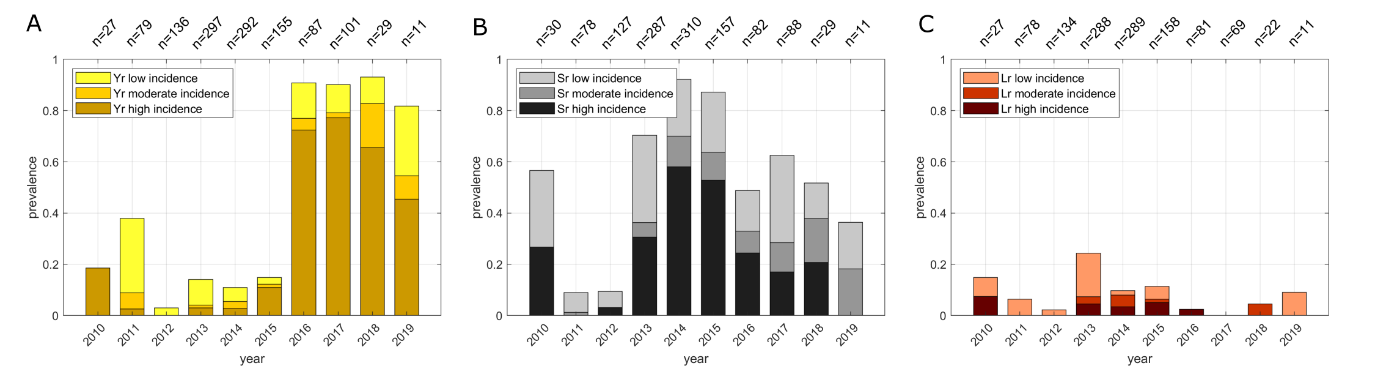 A
n=27 n=79 n=136 n=297 n=292 n=155 n=87 n=101 n=29 n=11
1
0.8
0.6
0.4
0.2
0
prevalence
Yr low incidence
Yr moderate incidence
Yr high incidence
2010 2011 2012 2013 2014 2015 2016 2017 2018 2019
year
B
n=30 n=78 n=127 n=287 n=310 n=157 n=82 n=88 n=29 n=11
1
0.8
0.6
0.4
0.2
0
prevalence
Sr low incidence
Sr moderate incidence
Sr high incidence
2010 2011 2012 2013 2014 2015 2016 2017 2018 2019
year
C
n=27 n=78 n=134 n=288 n=289 n=158 n=81 n=69 n=22 n=11
1
0.8
0.6
0.4
0.2
0
prevalence
Lr low incidence
Lr moderate incidence
Lr high incidence
2010 2011 2012 2013 2014 2015 2016 2017 2018 2019
year